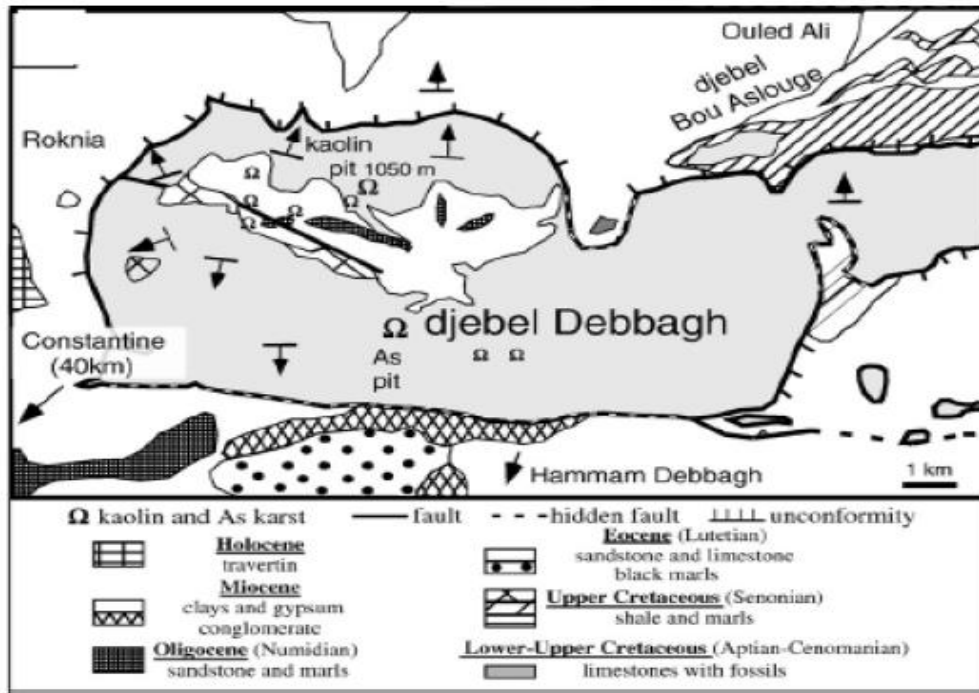 Ouled Ali
djebel
Bou Aslouge
Roknia
kaolin
pit 1050 m
Ω
djebel Debbagh
As
pit
Constantine
(40km)
Hammam Debbagh
1 km
Ω kaolin and As karst
fault
hidden fault
unconformity
Holocene
travertin
Miocene
clays and gypsum
conglomerate
Oligocene (Numidian)
sandstone and marls
Eocene (Lutetian)
sandstone and limestone
black marls
Upper Cretaceous (Senonian)
shale and marls
Lower-Upper Cretaceous (Aptian-Cenomanian)
limestones with fossils